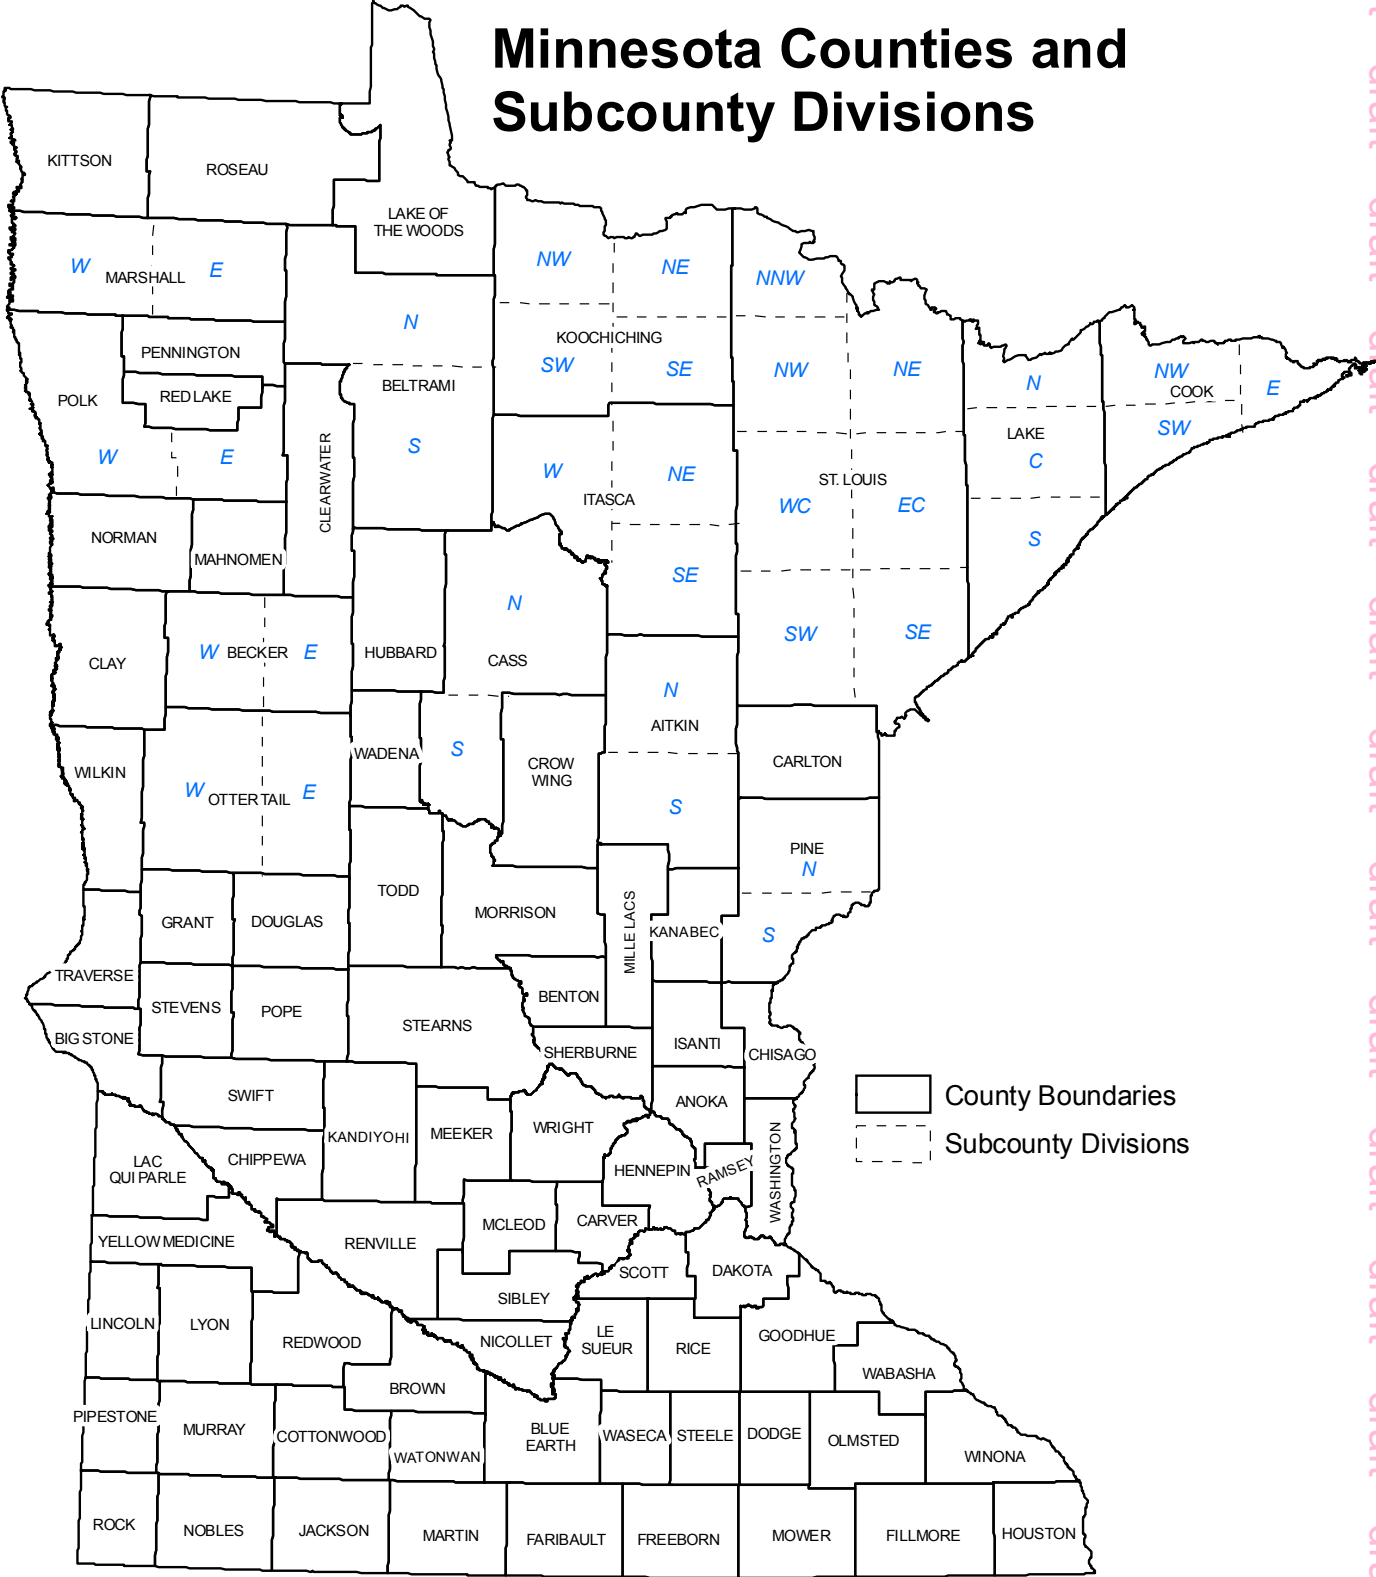 Minnesota Counties and
Subcounty Divisions
KITTSON
ROSEAU
LAKE OF
THE WOODS
W
MARSHALL
E
NW
NE
NNW
N
KOOCHICHING
PENNINGTON
SW
SE
NW
NE
N
NW
COOK
E
BELTRAMI
RED LAKE
POLK
SW
LAKE
C
W
E
S
CLEARWATER
W
NE
ITASCA
ST. LOUIS
WC
EC
NORMAN
MAHNOMEN
S
SE
N
SW
SE
CLAY
W
BECKER
E
HUBBARD
CASS
N
AITKIN
WADENA
S
CROW
WING
CARLTON
WILKIN
W
OTTER TAIL
E
S
PINE
N
TODD
MORRISON
GRANT
DOUGLAS
MILLE LACS
KANABEC
S
TRAVERSE
STEVENS
POPE
BENTON
STEARNS
BIG STONE
SHERBURNE
ISANTI
CHISAGO
SWIFT
ANOKA
County Boundaries
KANDIYOHI
MEEKER
WRIGHT
Subcounty Divisions
LAC
QUI PARLE
CHIPPEWA
HENNEPIN
RAMSEY
WASHINGTON
MCLEOD
CARVER
YELLOW MEDICINE
RENVILLE
SCOTT
DAKOTA
SIBLEY
LINCOLN
LYON
REDWOOD
NICOLLET
LE
SUEUR
RICE
GOODHUE
WABASHA
BROWN
PIPESTONE
MURRAY
COTTONWOOD
WATONWAN
BLUE
EARTH
WASECA
STEELE
DODGE
OLMSTED
WINONA
ROCK
NOBLES
JACKSON
MARTIN
FARIBAULT
FREEBORN
MOWER
FILLMORE
HOUSTON